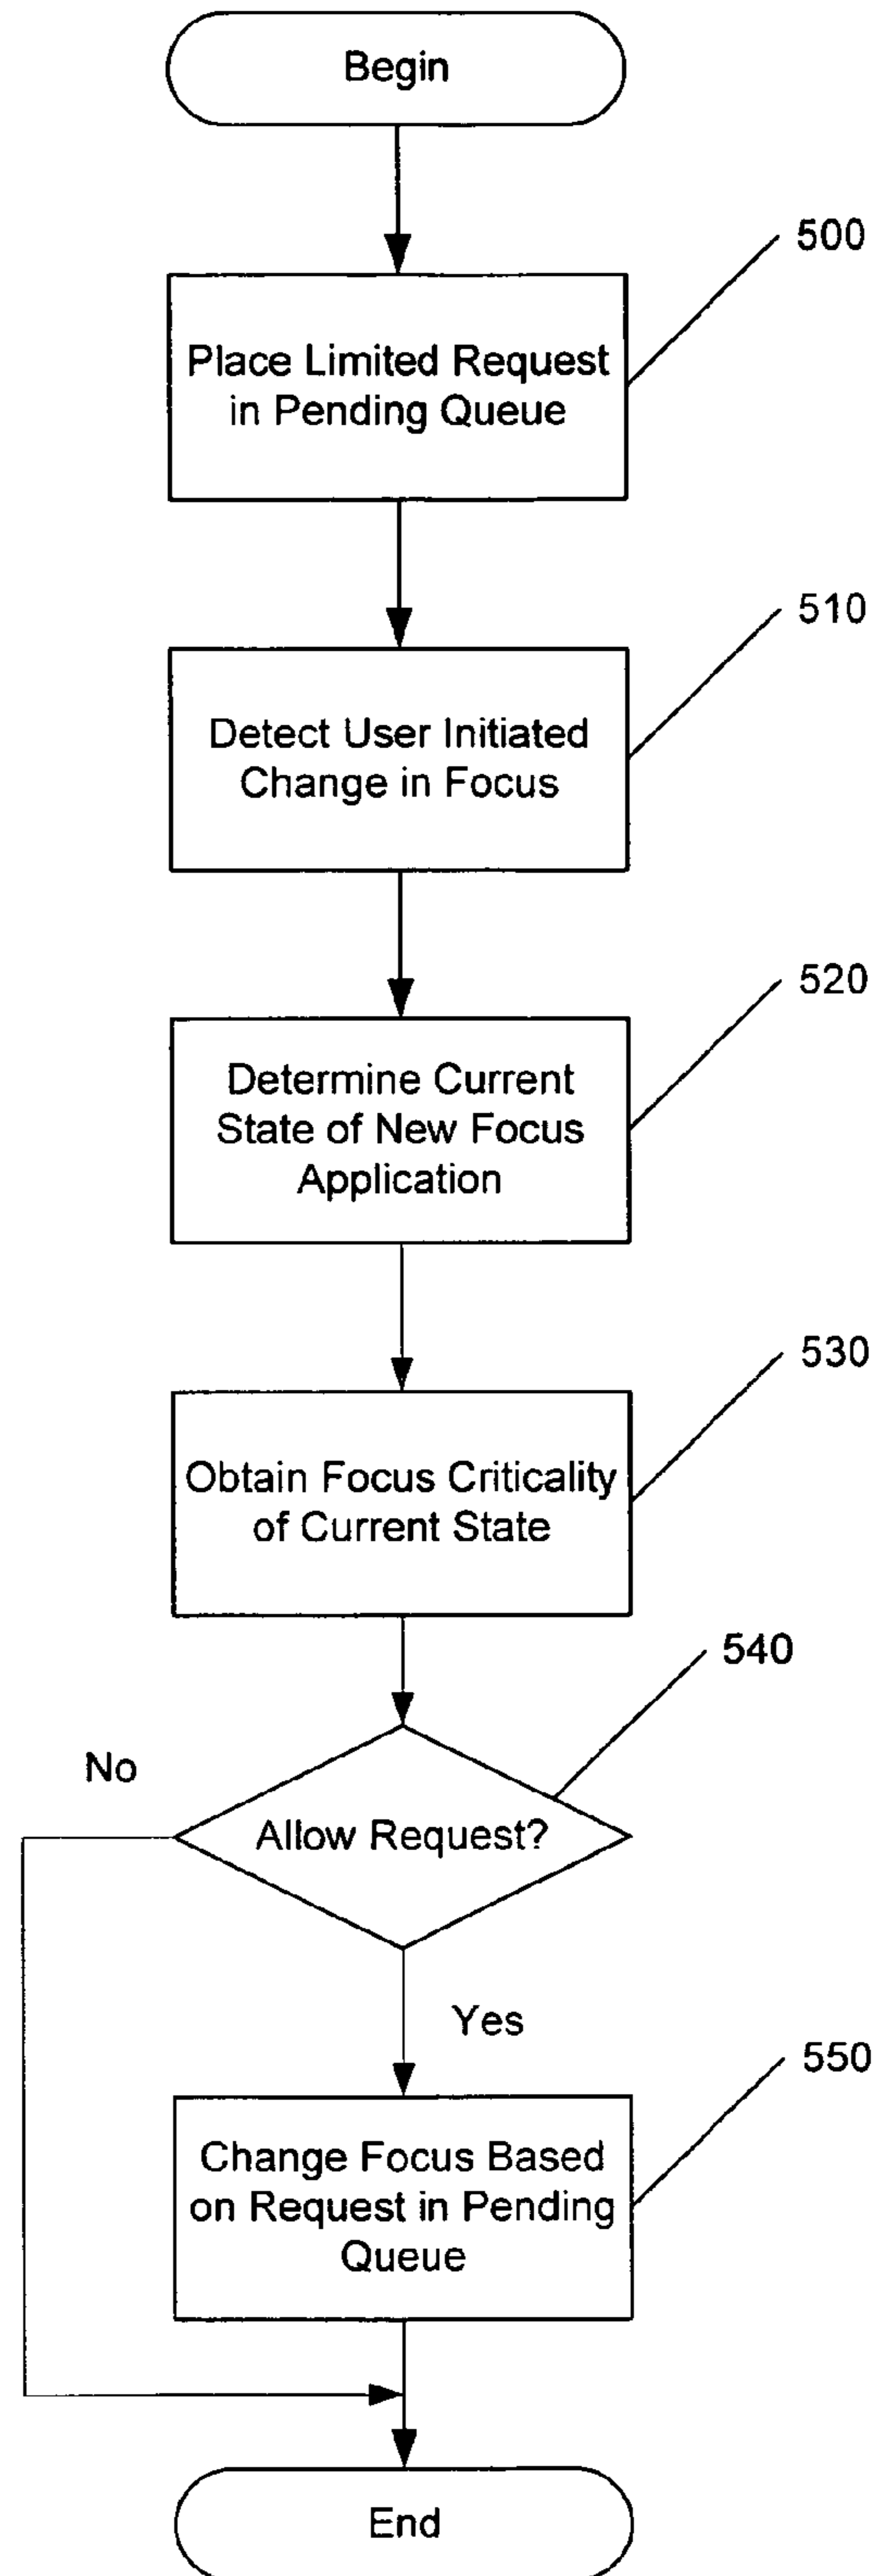 Begin
500
Place Limited Request
in Pending Queue
510
Detect User Initiated
Change in Focus
520
Determine Current
State of New Focus
Application
530
Obtain Focus Criticality
of Current State
540
No
Allow Request?
Yes
550
Change Focus Based
on Request in Pending
Queue
End